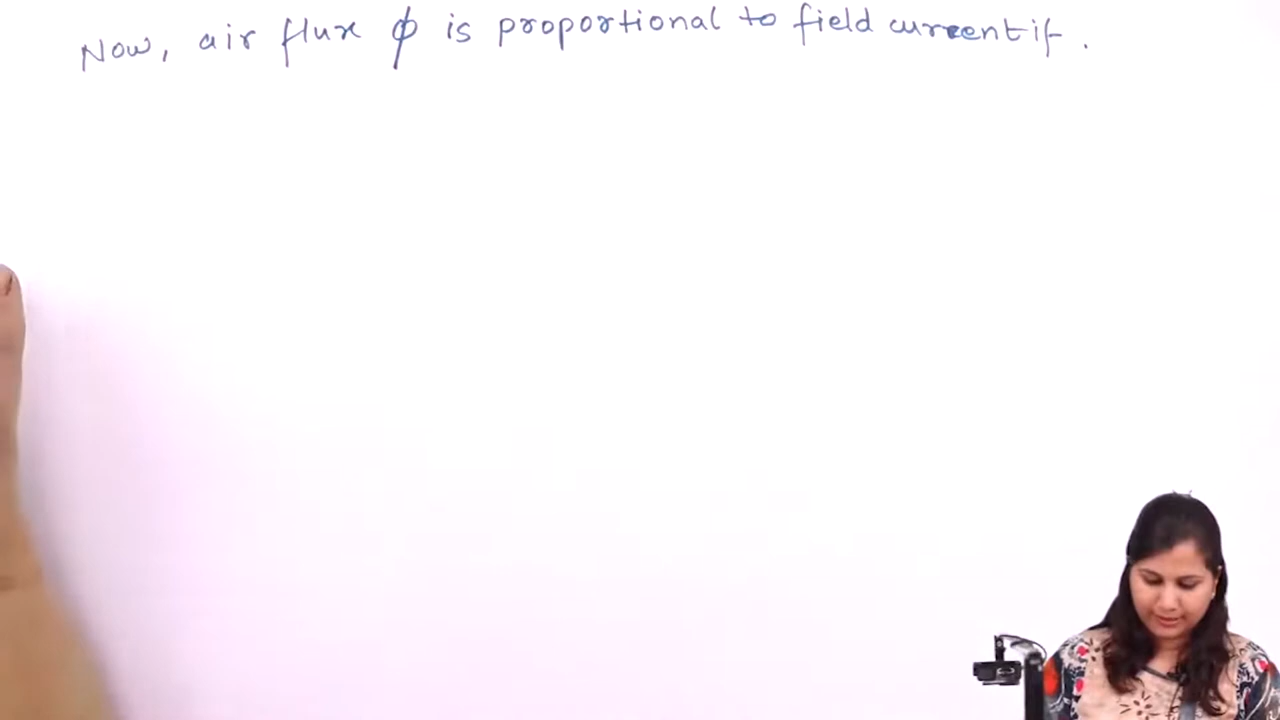 Now, air flux ϕ is proportional to field current if.